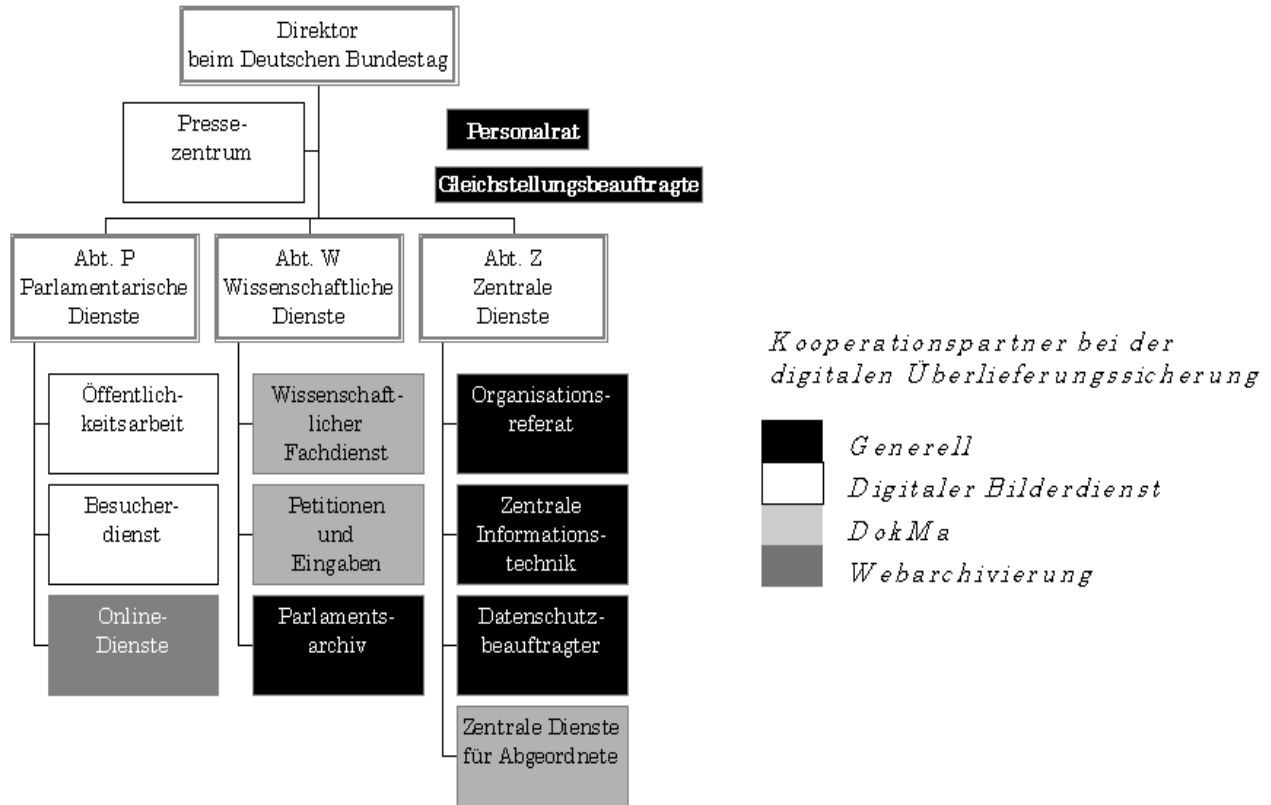 Direktor
beim Deutschen Bundestag
Presse-
zentrum
Personalrat
Gleichstellungsbeauftragte
Abt. P
Parlamentarische
Dienste
Abt. W
Wissenschaftliche
Dienste
Abt. Z
Zentrale
Dienste
Öffentlich-
keitsarbeit
Besucher-
dienst
Online-
Dienste
Wissenschaft-
licher
Fachdienst
Petitionen
und
Eingaben
Parlaments-
archiv
Organisations-
referat
Zentrale
Informations-
technik
Datenschutz-
beauftragter
Zentrale Dienste
für Abgeordnete
Kooperationspartner bei der
digitalen Überlieferungssicherung
Generell
Digitaler Bilderdienst
DokMa
Webarchivierung